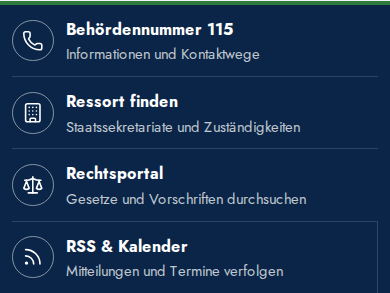 Behördennummer 115
Informationen und Kontaktwege
Ressort finden
Staatssekretariate und Zuständigkeiten
Rechtsportal
Gesetze und Vorschriften durchsuchen
RSS & Kalender
Mitteilungen und Termine verfolgen